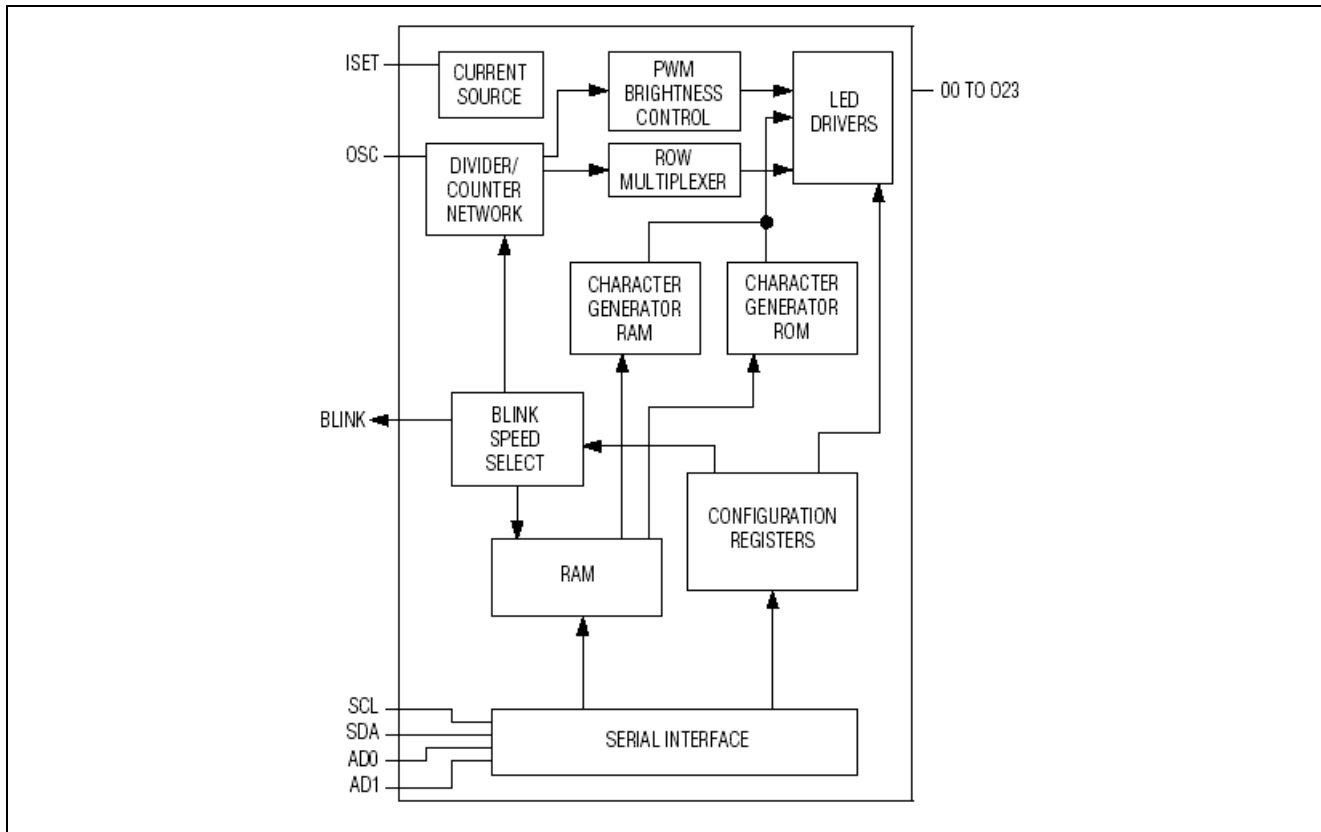 ISET
CURRENT
SOURCE
PWM
BRIGHTNESS
CONTROL
LED
DRIVERS
00 TO O23
OSC
DIVIDER/
COUNTER
NETWORK
ROW
MULTIPLEXER
CHARACTER
GENERATOR
RAM
CHARACTER
GENERATOR
ROM
BLINK
BLINK
SPEED
SELECT
CONFIGURATION
REGISTERS
RAM
SCL
SDA
AD0
AD1
SERIAL INTERFACE